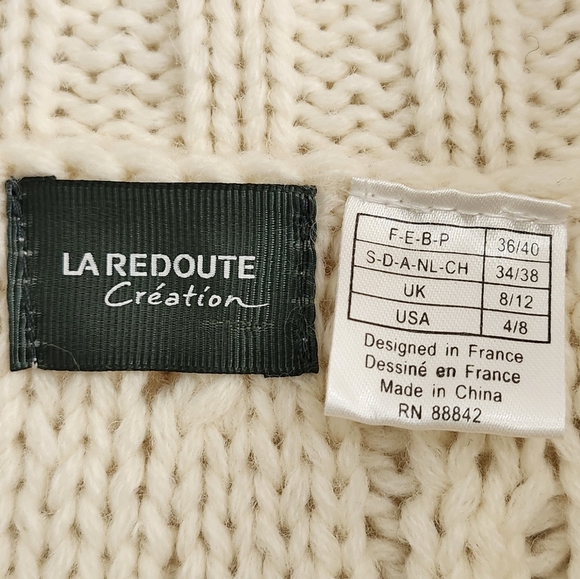 LA REDOUTE
Création
F-E-B-P 36/40
S-D-A-NL-CH 34/38
UK 8/12
USA 4/8
Designed in France
Dessiné en France
Made in China
RN 88842